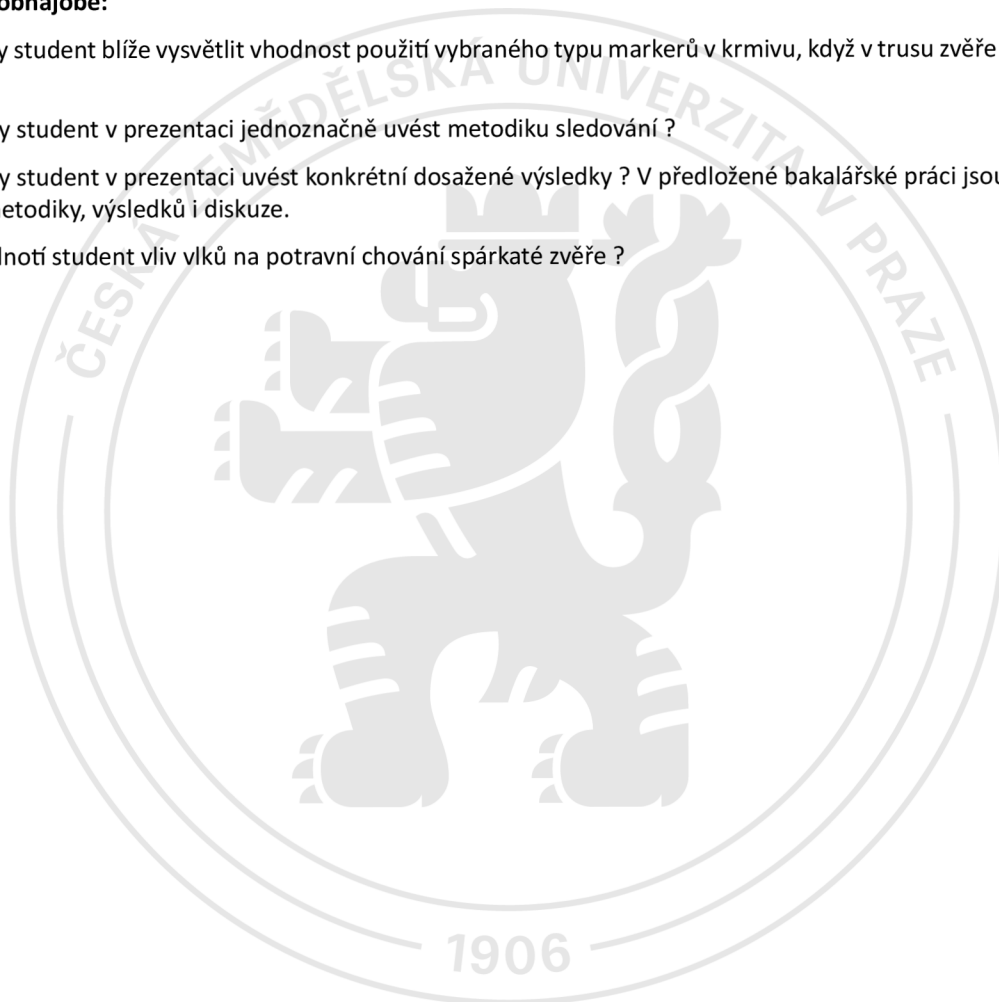 obhajobě:
y student blíže vysvětlit vhodnost použití vybraného typu markerů v krmivu, když v trusu zvěře
y student v prezentaci jednoznačně uvést metodiku sledování ?
y student v prezentaci uvést konkrétní dosažené výsledky ? V předložené bakalářské práci jsou
etodiky, výsledků i diskuze.
dnotí student vliv vlků na potravní chování spárkaté zvěře ?
ČESKÁ ZEMĚDĚLSKÁ UNIVERZITA V PRAZE
1906